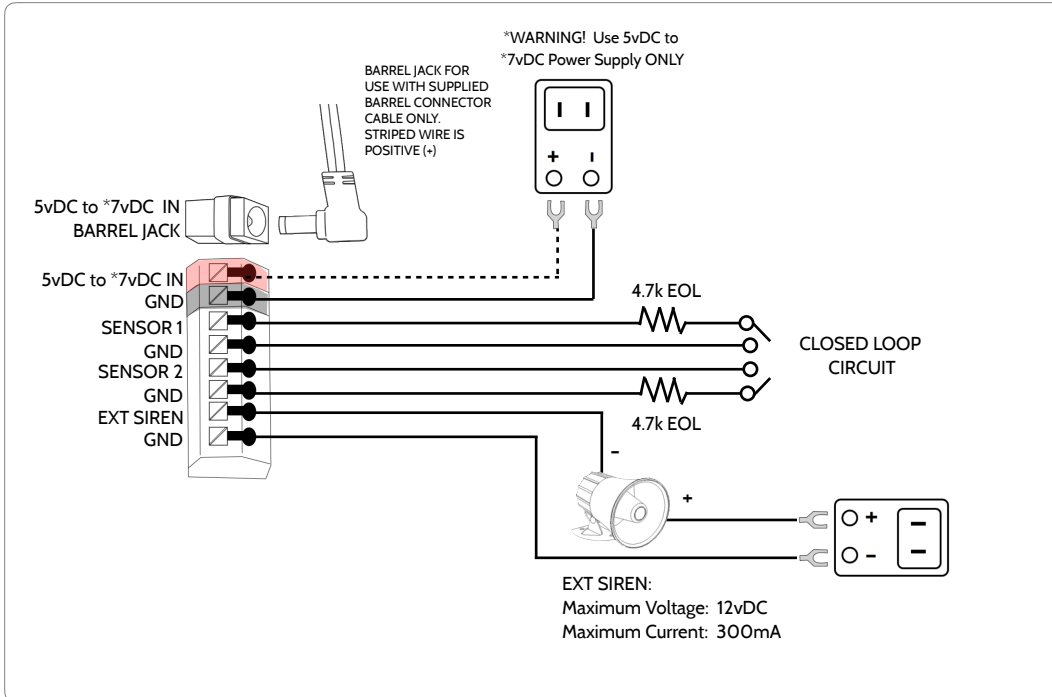 *WARNING! Use 5vDC to
*7vDC Power Supply ONLY
BARREL JACK FOR
USE WITH SUPPLIED
BARREL CONNECTOR
CABLE ONLY.
STRIPED WIRE IS
POSITIVE (+)
+ -
5vDC to *7vDC IN
BARREL JACK
5vDC to *7vDC IN
GND
SENSOR 1
GND
SENSOR 2
GND
EXT SIREN
GND
4.7k EOL
CLOSED LOOP
CIRCUIT
4.7k EOL
-
+
+
-
EXT SIREN:
Maximum Voltage: 12vDC
Maximum Current: 300mA